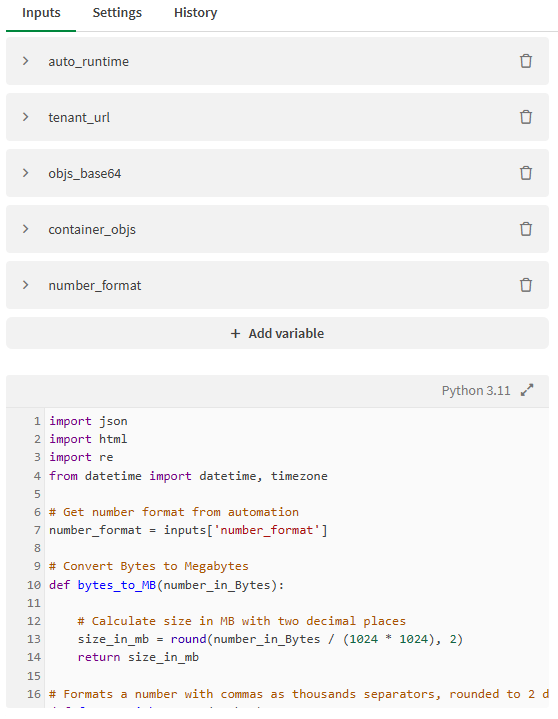 Inputs Settings History
auto_runtime
tenant_url
objs_base64
container_objs
number_format
+ Add variable
Python 3.11
1 import json
2 import html
3 import re
4 from datetime import datetime, timezone
5
6 # Get number format from automation
7 number_format = inputs['number_format']
8
9 # Convert Bytes to Megabytes
10 def bytes_to_MB(number_in_Bytes):
11
12     # Calculate size in MB with two decimal places
13     size_in_mb = round(number_in_Bytes / (1024 * 1024), 2)
14     return size_in_mb
15
16 # Formats a number with commas as thousands separators, rounded to 2 d